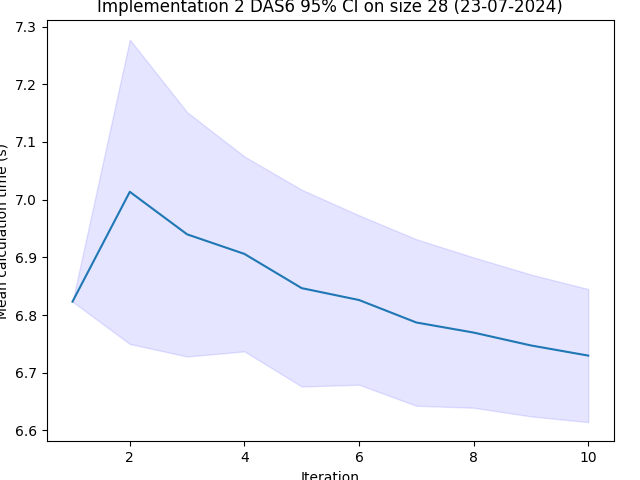 Implementation 2 DAS6 95% CI on size 28 (23-07-2024)
7.3
7.2
7.1
7.0
6.9
6.8
6.7
6.6
Mean calculation time (s)
2 4 6 8 10
Iteration